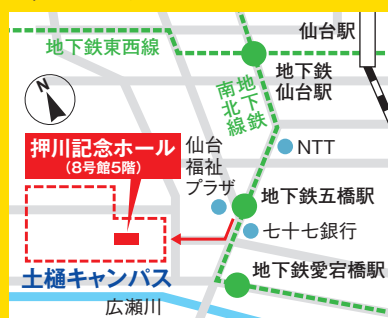 仙台駅
地下鉄東西線
地下鉄
仙台駅
地下鉄
南北線
N
押川記念ホール
(8号館5階)
仙台
福祉
プラザ
NTT
地下鉄五橋駅
七十七銀行
土樋キャンパス
地下鉄愛宕橋駅
広瀬川